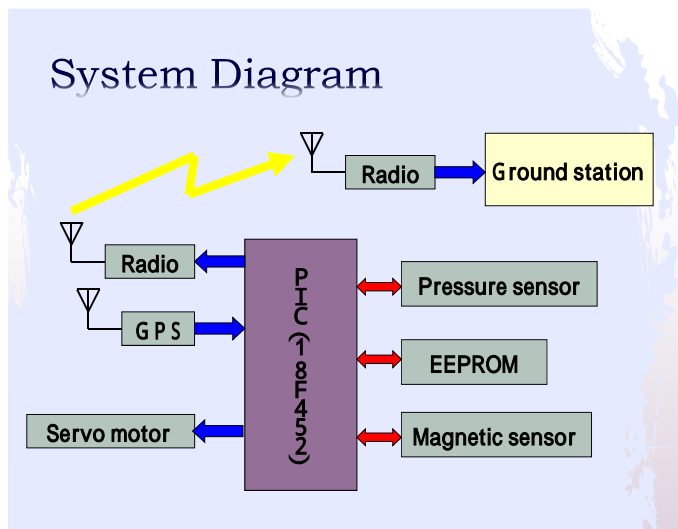 System Diagram
Radio
Ground station
Radio
PIC(18F452)
Pressure sensor
GPS
EEPROM
Servo motor
Magnetic sensor